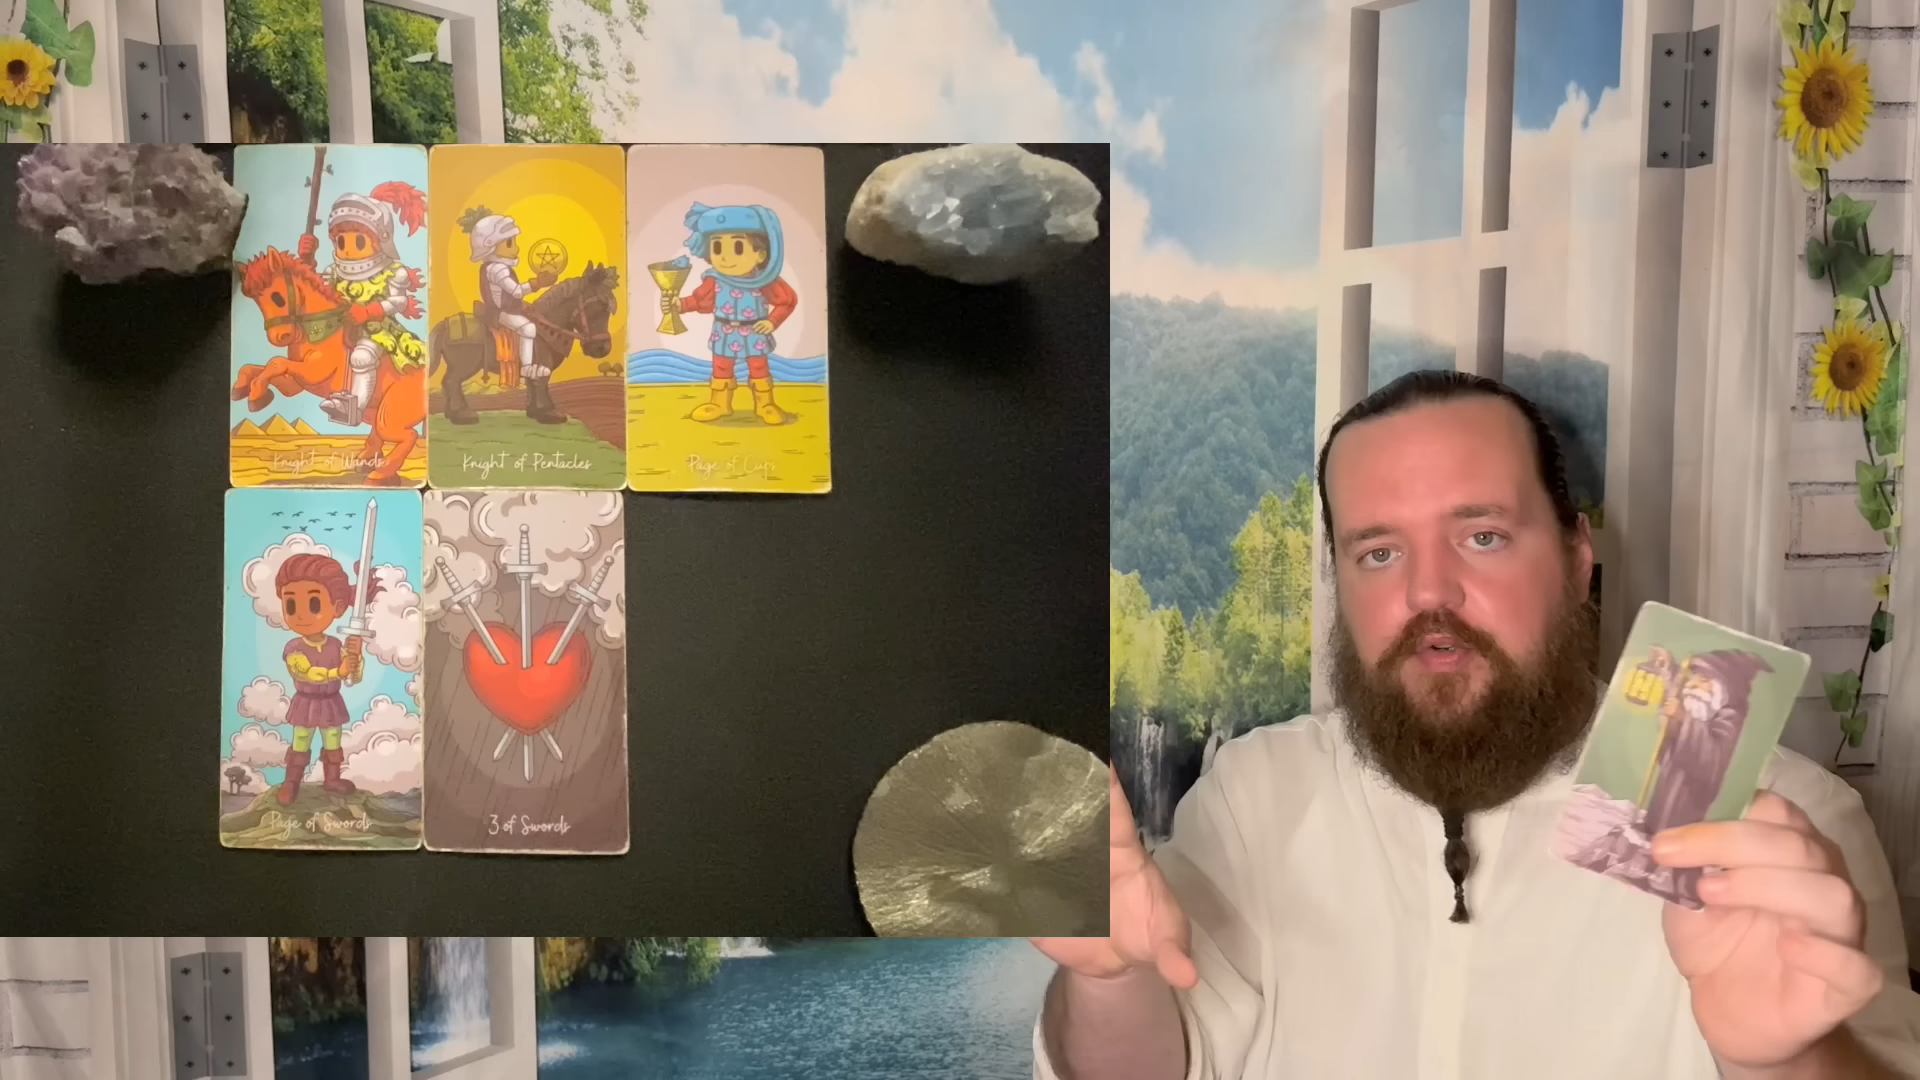 Knight of Wands
Knight of Pentacles
Page of Cups
Page of Swords
3 of Swords